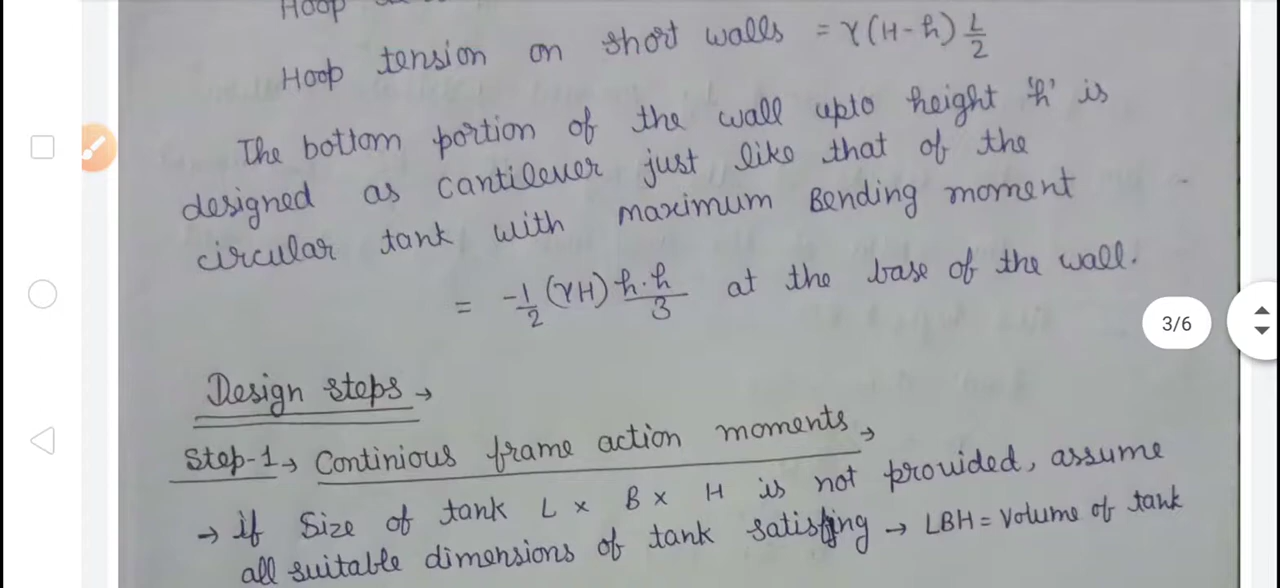 Hoop
Hoop tension on short walls = γ(H-h) L/2
The bottom portion of the wall upto height 'h' is
designed as cantilever just like that of the
circular tank with maximum Bending moment
= -1/2 (γH) h·h/3 at the base of the wall.
3/6
Design steps →
Step-1→ Continious frame action moments →
→ if Size of tank L × B × H is not provided, assume
all suitable dimensions of tank satisfing → LBH = Volume of tank